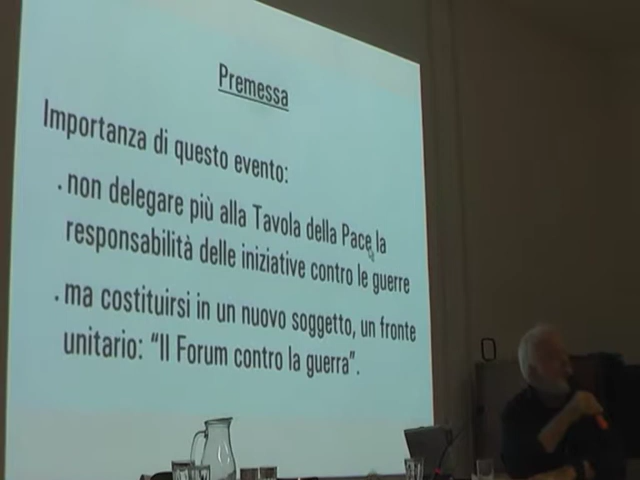 Premessa
Importanza di questo evento:
. non delegare più alla Tavola della Pace la
responsabilità delle iniziative contro le guerre
. ma costituirsi in un nuovo soggetto, un fronte
unitario: “Il Forum contro la guerra”.